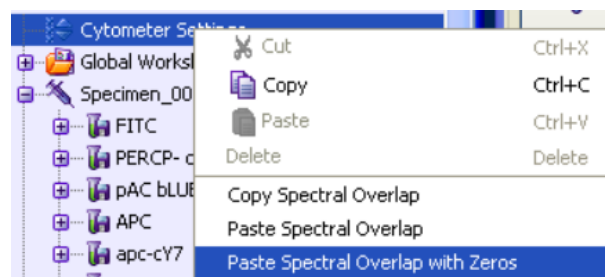 Cytometer Settings
Cut Ctrl+X
Global Worksl
Copy Ctrl+C
Specimen_00
Paste Ctrl+V
FITC
Delete Delete
PERCP- c
Copy Spectral Overlap
pAC bLUE
Paste Spectral Overlap
APC
Paste Spectral Overlap with Zeros
apc-cY7